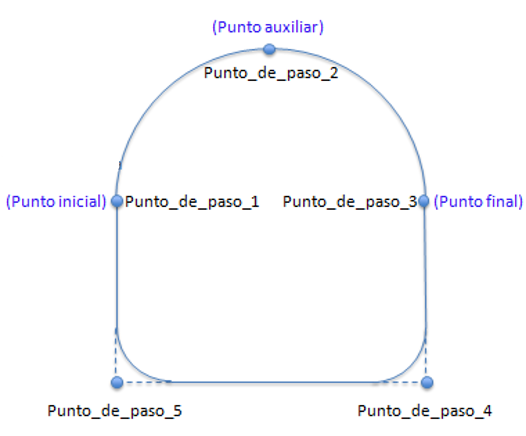 (Punto auxiliar)
Punto_de_paso_2
(Punto inicial) Punto_de_paso_1 Punto_de_paso_3 (Punto final)
Punto_de_paso_5 Punto_de_paso_4